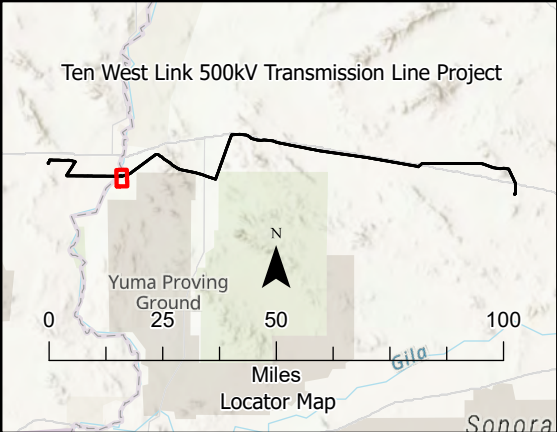 Ten West Link 500kV Transmission Line Project
N
Yuma Proving
Ground
0 25 50 100
Gila
Miles
Locator Map
Sonora